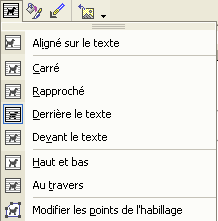 Aligné sur le texte
Carré
Rapproché
Derrière le texte
Devant le texte
Haut et bas
Au travers
Modifier les points de l'habillage